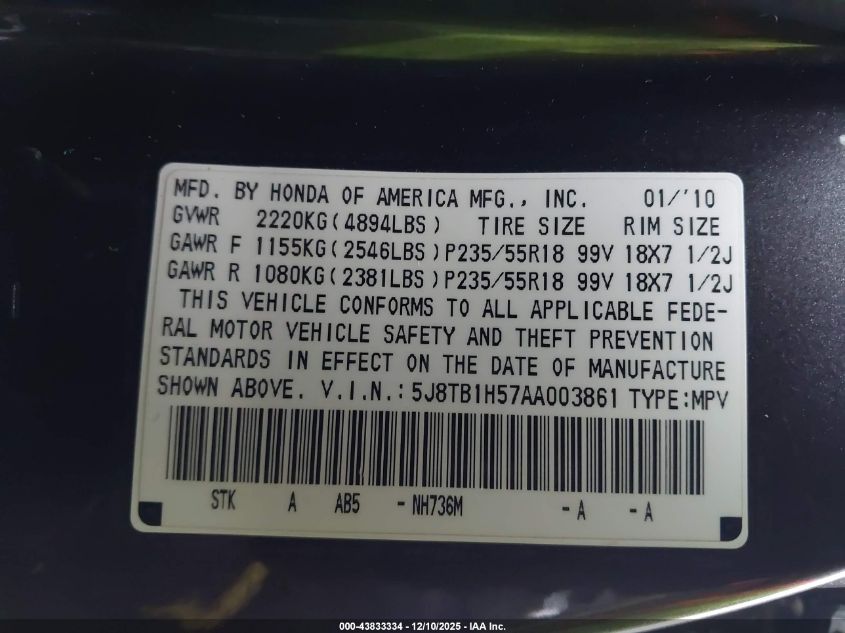 MFD. BY HONDA OF AMERICA MFG., INC. 01/'10
GVWR 2220KG(4894LBS) TIRE SIZE RIM SIZE
GAWR F 1155KG(2546LBS)P235/55R18 99V 18X7 1/2J
GAWR R 1080KG(2381LBS)P235/55R18 99V 18X7 1/2J
THIS VEHICLE CONFORMS TO ALL APPLICABLE FEDE-
RAL MOTOR VEHICLE SAFETY AND THEFT PREVENTION
STANDARDS IN EFFECT ON THE DATE OF MANUFACTURE
SHOWN ABOVE. V.I.N.:5J8TB1H57AA003861 TYPE:MPV
STK A AB5 -NH736M -A -A
000-43833334 - 12/10/2025 - IAA Inc.